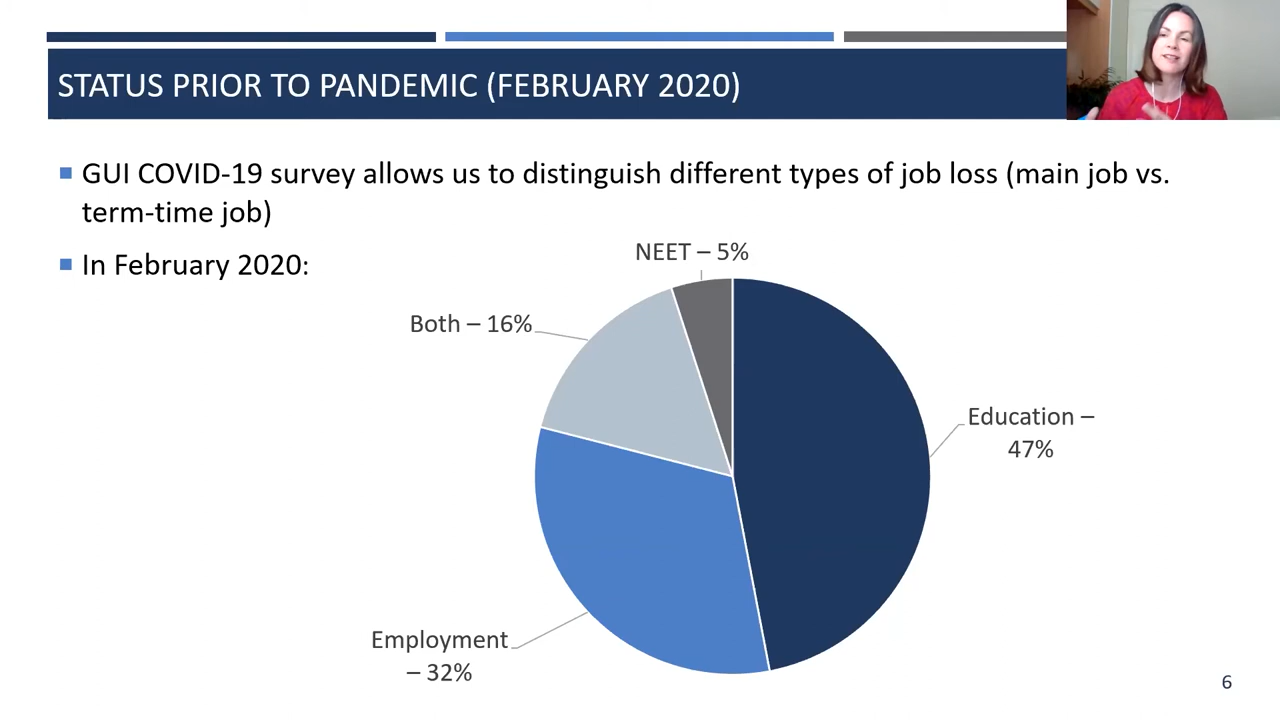 STATUS PRIOR TO PANDEMIC (FEBRUARY 2020)
GUI COVID-19 survey allows us to distinguish different types of job loss (main job vs.
term-time job)
In February 2020:
NEET – 5%
Both – 16%
Education –
47%
Employment
– 32%
6